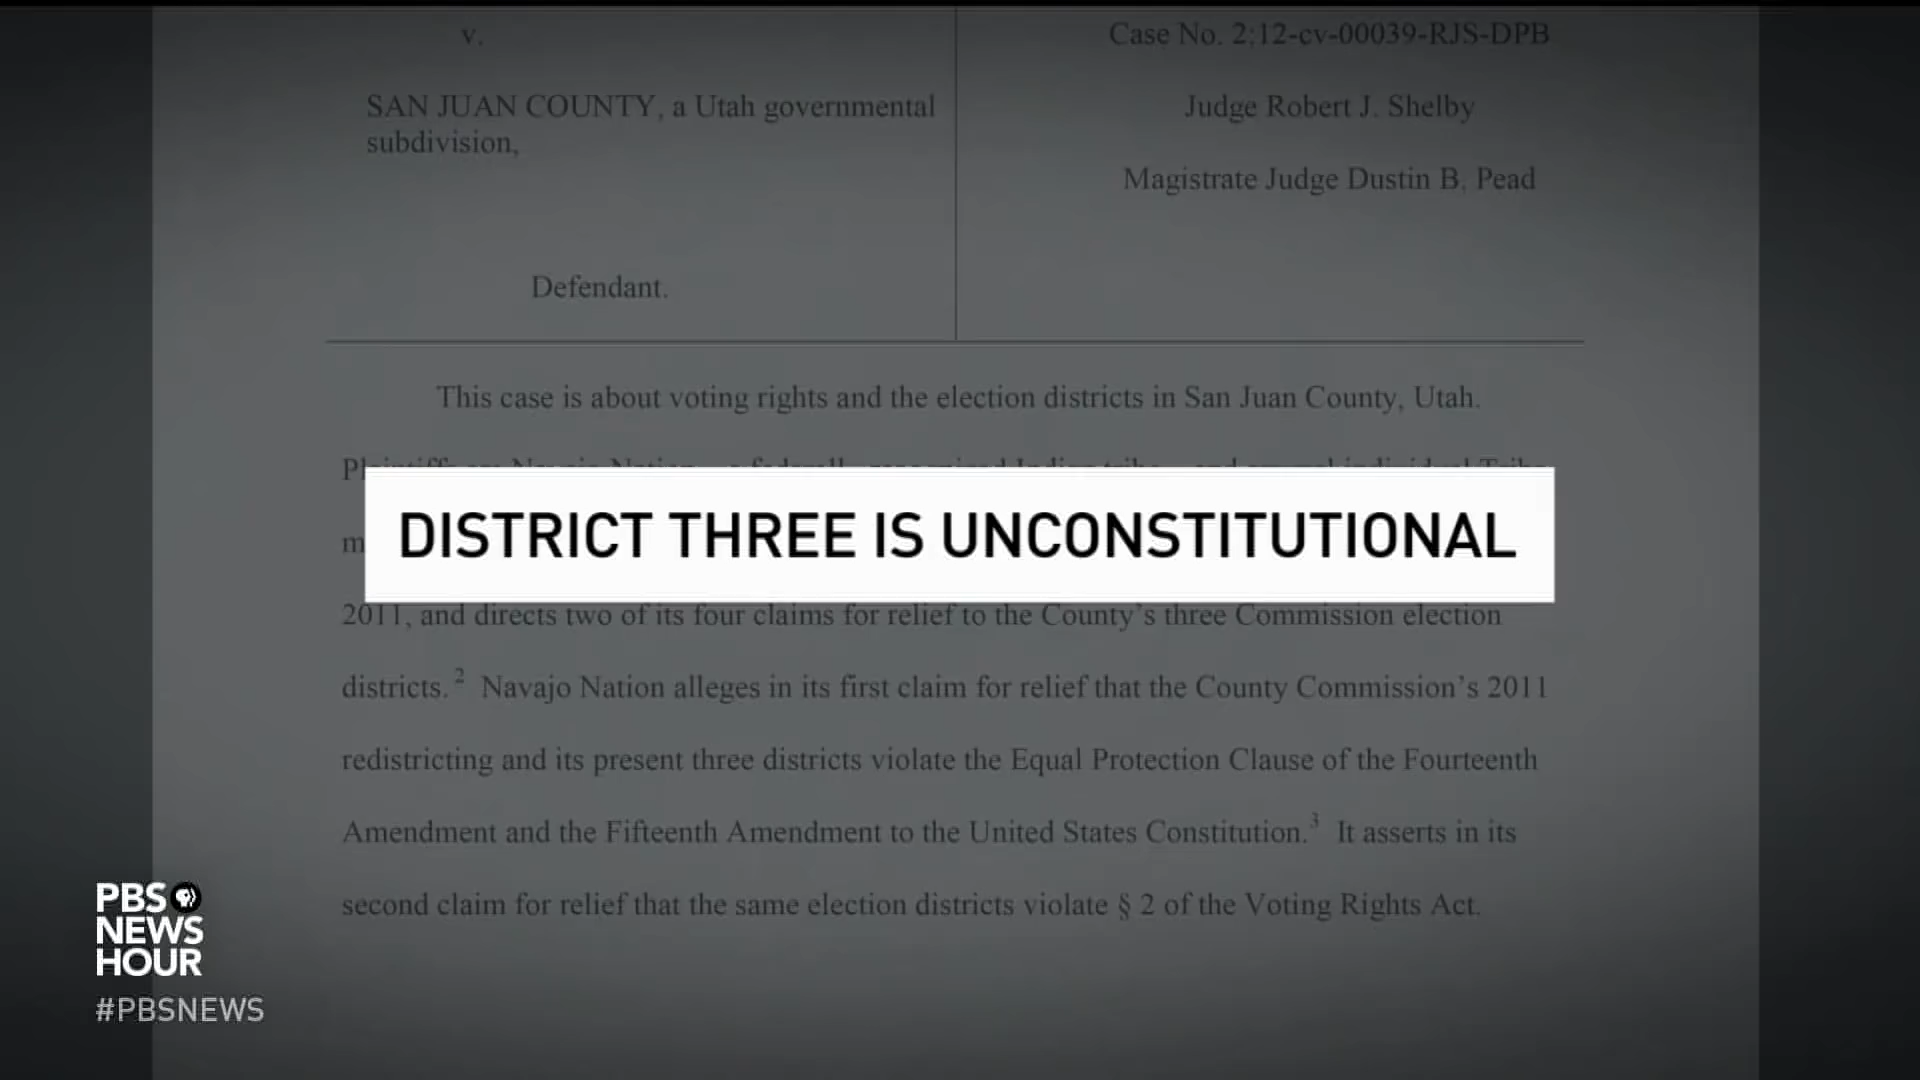 v.
Case No. 2:12-cv-00039-RJS-DPB
SAN JUAN COUNTY, a Utah governmental
subdivision,
Judge Robert J. Shelby
Magistrate Judge Dustin B. Pead
Defendant.
This case is about voting rights and the election districts in San Juan County, Utah.
DISTRICT THREE IS UNCONSTITUTIONAL
2011, and directs two of its four claims for relief to the County's three Commission election
districts.2 Navajo Nation alleges in its first claim for relief that the County Commission's 2011
redistricting and its present three districts violate the Equal Protection Clause of the Fourteenth
Amendment and the Fifteenth Amendment to the United States Constitution.3 It asserts in its
second claim for relief that the same election districts violate § 2 of the Voting Rights Act.
PBS
NEWS
HOUR
#PBSNEWS